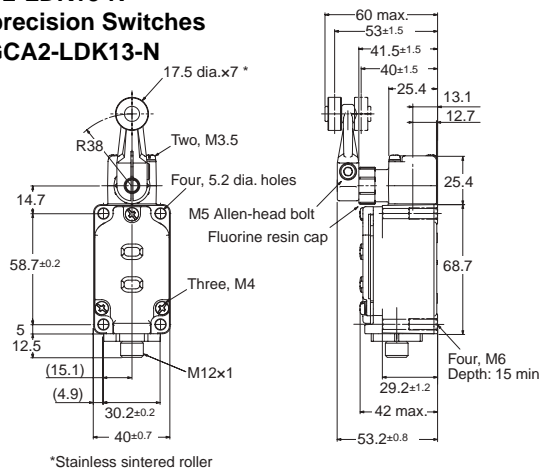 precision Switches
GCA2-LDK13-N
17.5 dia.×7 *
R38
Two, M3.5
Four, 5.2 dia. holes
14.7
58.7±0.2
Three, M4
5
12.5
(15.1)
(4.9)
M12×1
30.2±0.2
40±0.7
*Stainless sintered roller
60 max.
53±1.5
41.5±1.5
40±1.5
25.4
13.1
12.7
25.4
M5 Allen-head bolt
Fluorine resin cap
68.7
Four, M6
Depth: 15 min
29.2±1.2
42 max.
53.2±0.8